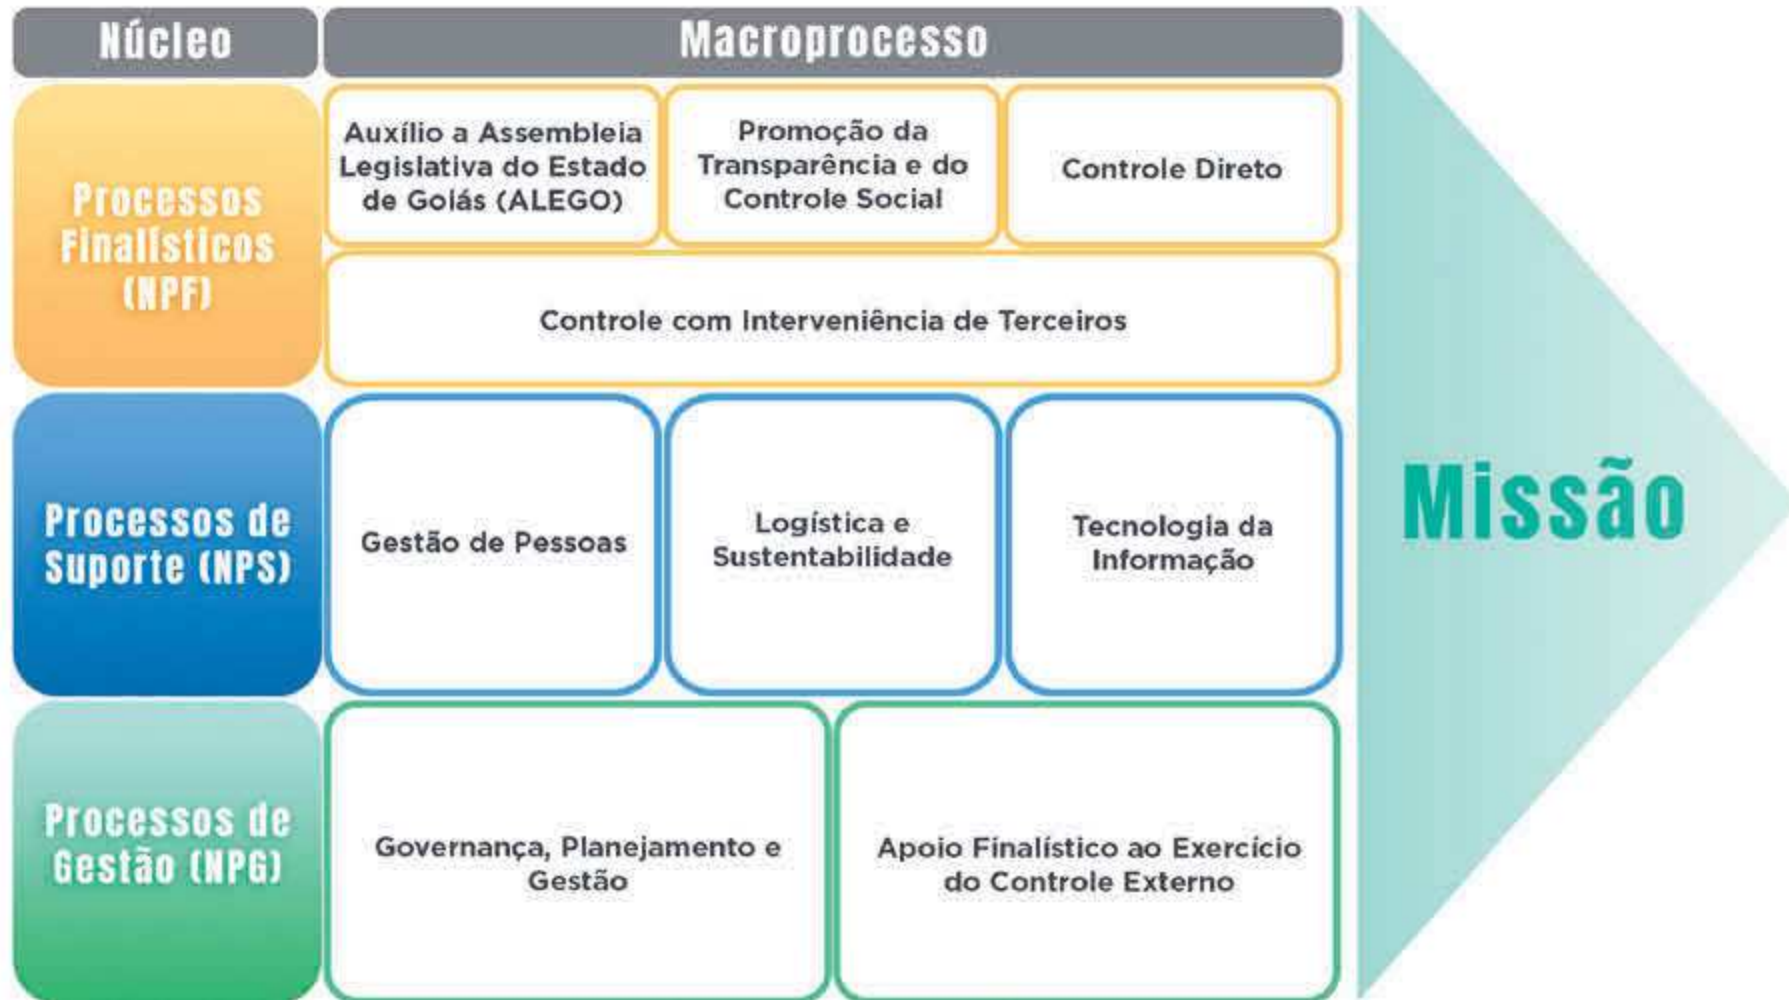 Núcleo
Macroprocesso
Processos
Finalísticos
(NPF)
Auxílio a Assembleia
Legislativa do Estado
de Goiás (ALEGO)
Promoção da
Transparência e do
Controle Social
Controle Direto
Controle com Interveniência de Terceiros
Processos de
Suporte (NPS)
Gestão de Pessoas
Logística e
Sustentabilidade
Tecnologia da
Informação
Missão
Processos de
Gestão (NPG)
Governança, Planejamento e
Gestão
Apoio Finalístico ao Exercício
do Controle Externo